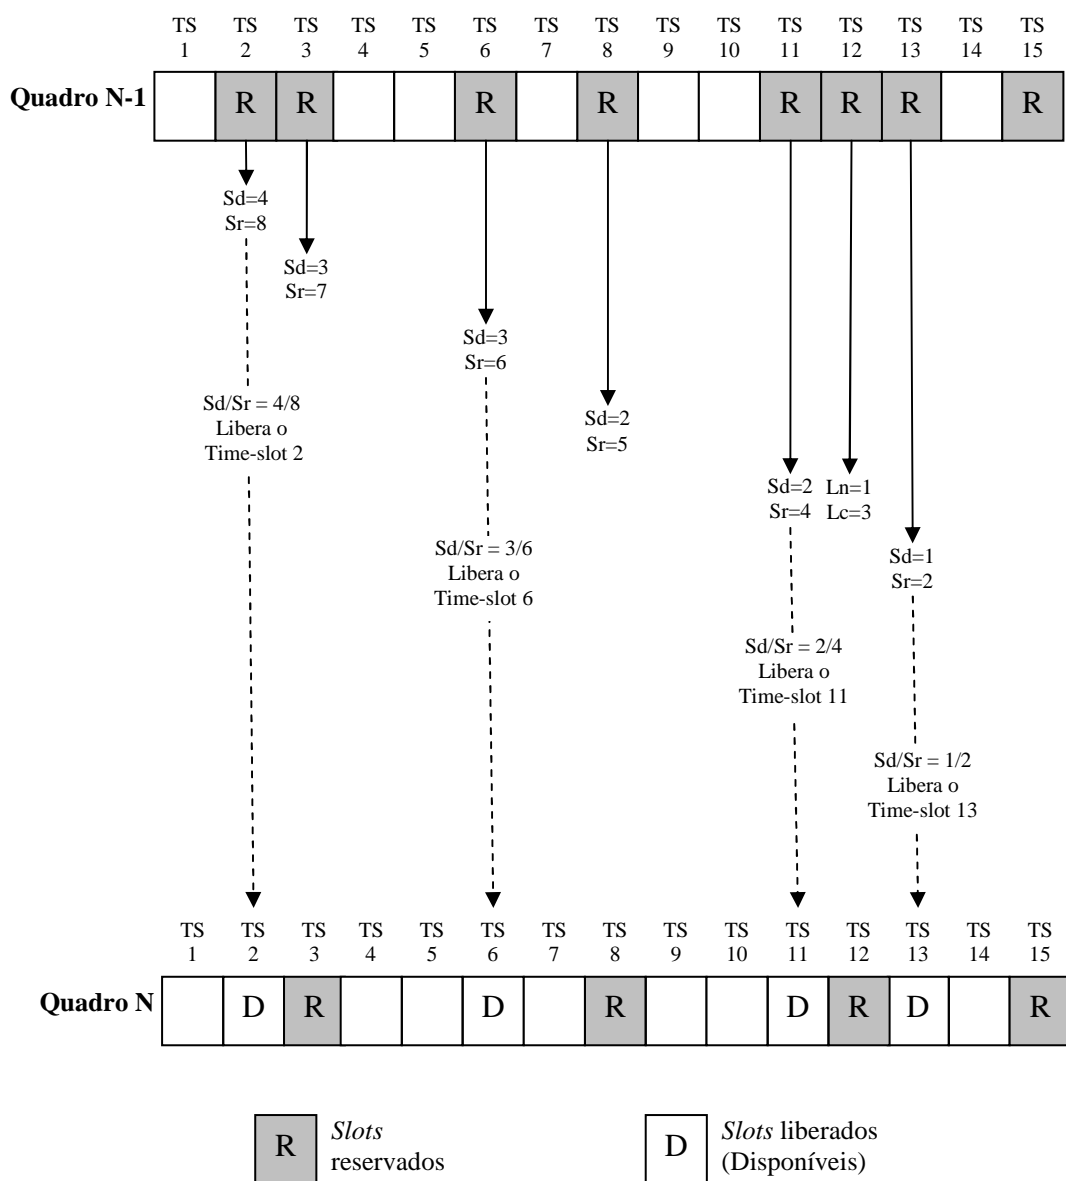 TS TS TS TS TS TS TS TS TS TS TS TS TS TS TS
1 2 3 4 5 6 7 8 9 10 11 12 13 14 15
Quadro N-1 R R R R R R R R
Sd=4
Sr=8
Sd=3
Sr=7
Sd=3
Sr=6
Sd/Sr = 4/8
Libera o
Time-slot 2
Sd=2
Sr=5
Sd=2
Sr=4
Ln=1
Lc=3
Sd/Sr = 3/6
Libera o
Time-slot 6
Sd=1
Sr=2
Sd/Sr = 2/4
Libera o
Time-slot 11
Sd/Sr = 1/2
Libera o
Time-slot 13
TS TS TS TS TS TS TS TS TS TS TS TS TS TS TS
1 2 3 4 5 6 7 8 9 10 11 12 13 14 15
Quadro N D R D R D R D R
R Slots
reservados
D Slots liberados
(Disponíveis)